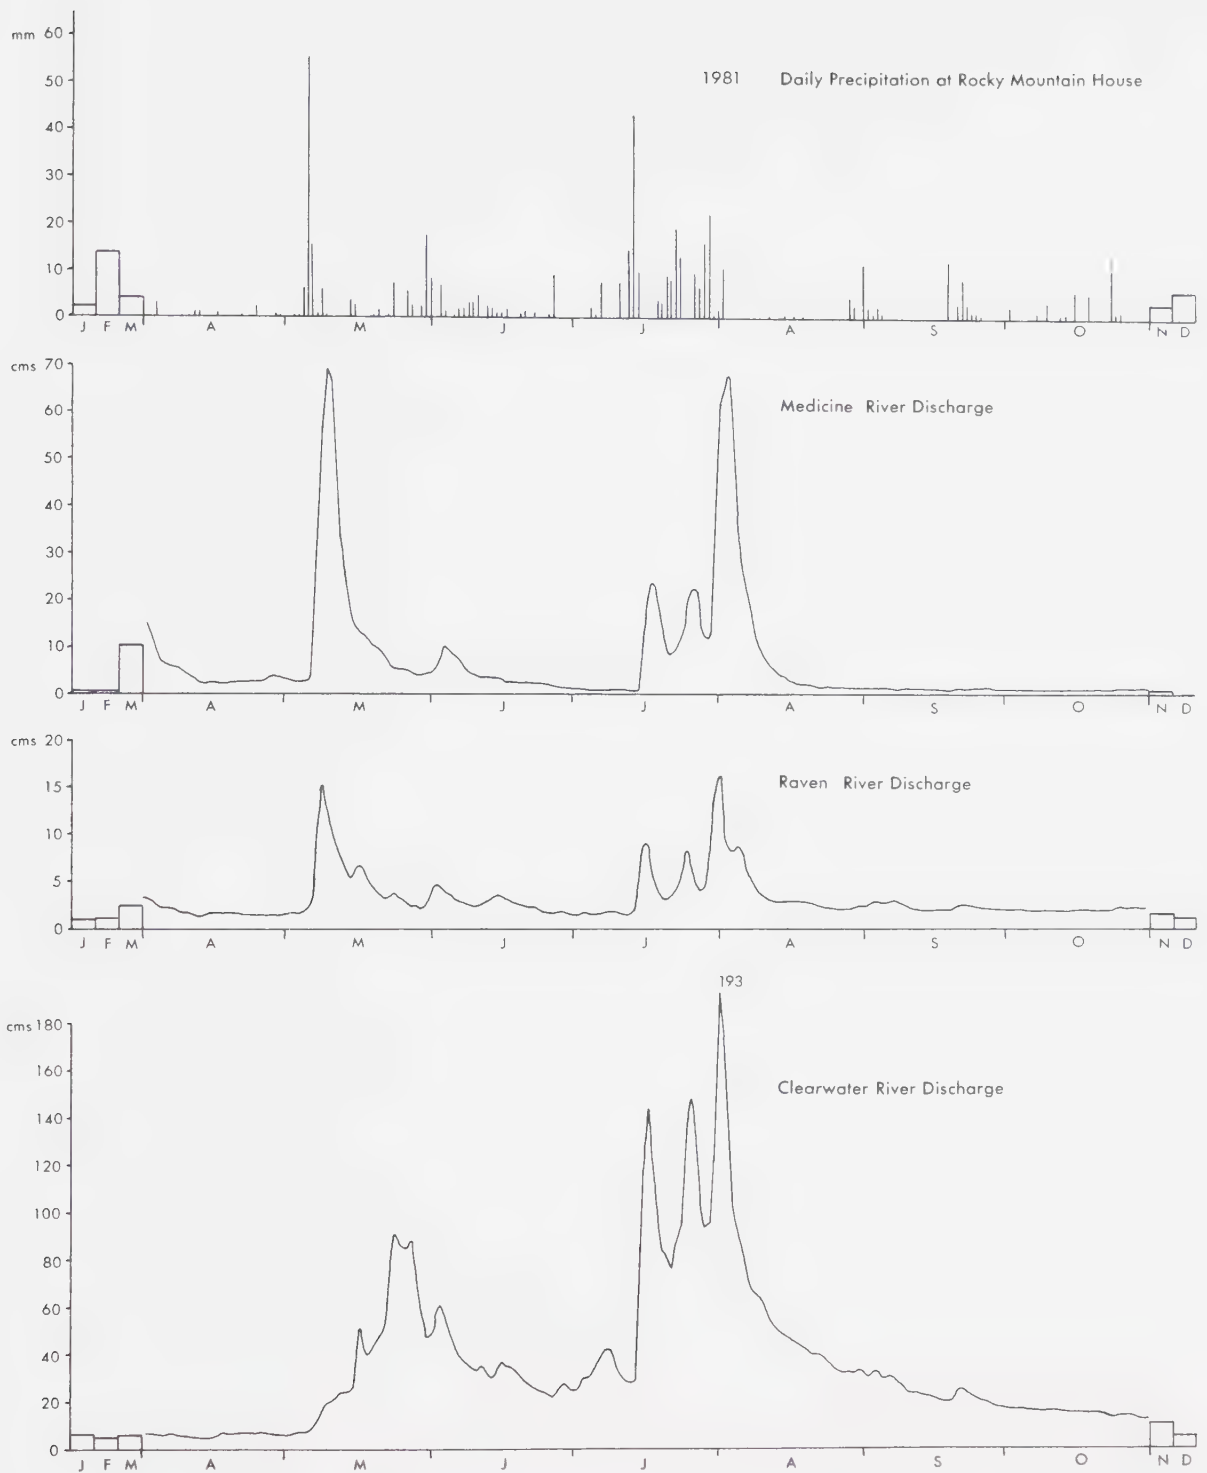 mm 60
50
40
30
20
10
0
1981 Daily Precipitation at Rocky Mountain House
J F M A M J J A S O N D
cms 70
60
50
40
30
20
10
0
Medicine River Discharge
J F M A M J J A S O N D
cms 20
15
10
5
0
Raven River Discharge
J F M A M J J A S O N D
193
cms 180
160
140
120
100
80
60
40
20
0
Clearwater River Discharge
J F M A M J J A S O N D